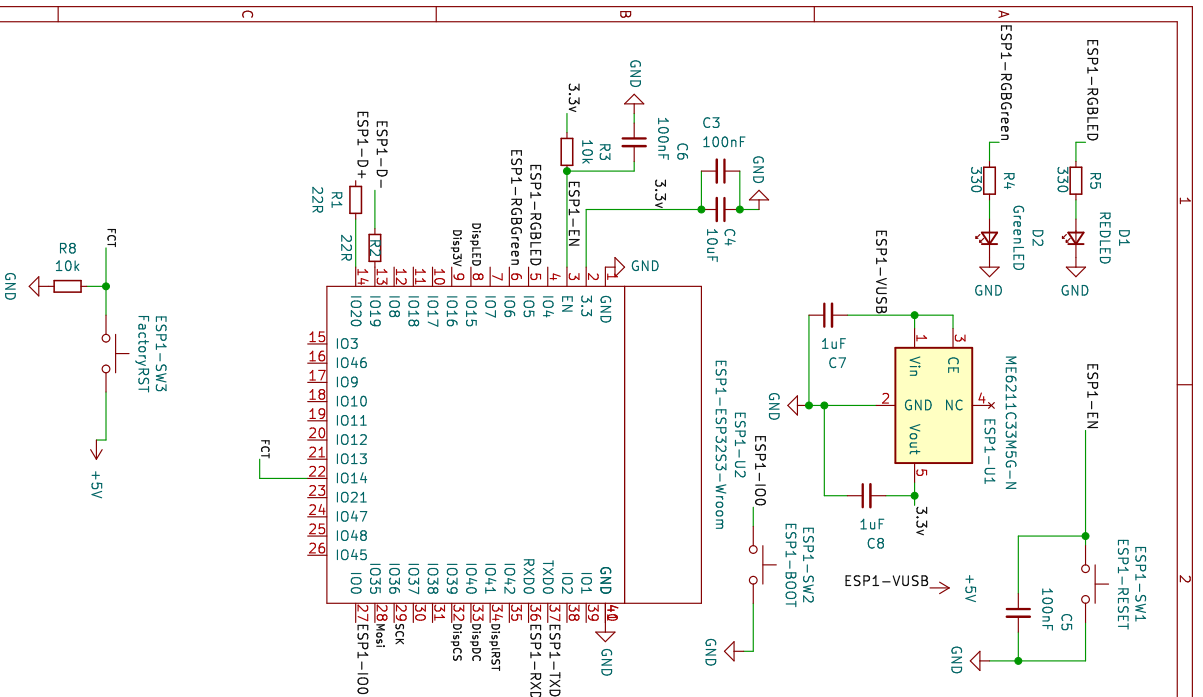 C
B
A
1
2
ESP1-RGBGreen
R4
330
D2
GreenLED
GND
ESP1-RGBLED
R5
330
D1
REDLED
GND
GND
C6
100nF
3.3v
R3
10k
ESP1-EN
C3
100nF
GND
3.3v
C4
10uF
ESP1-D+
ESP1-D-
R1
22R
R2
22R
ESP1-RGBGreen
ESP1-RGBLED
DispLED
Disp3V
GND
14
13
12
11
10
9
8
7
6
5
4
3
2
1
IO20
IO19
IO8
IO18
IO17
IO16
IO15
IO7
IO6
IO5
IO4
EN
3.3
GND
15 IO3
16 IO46
17 IO9
18 IO10
19 IO11
20 IO12
21 IO13
22 IO14
23 IO21
24 IO47
25 IO48
26 IO45
IO0
IO35
IO36
IO37
IO38
IO39
IO40
IO41
IO42
RXD0
TXD0
IO2
IO1
GND
27
28
29
30
31
32
33
34
35
36
37
38
39
ESP1-IO0
Mosi
SCK
DispCS
DispDC
DispRST
ESP1-RXD
ESP1-TXD
GND
ESP1-U2
ESP1-ESP32S3-Wroom
FCT
R8
10k
GND
ESP1-SW3
FactoryRST
+5V
FCT
ESP1-VUSB
1uF
C7
GND
1
Vin
3
CE
2
GND
NC
4
Vout
5
ME6211C33M5G-N
ESP1-U1
3.3v
1uF
C8
ESP1-IO0
ESP1-SW2
ESP1-BOOT
GND
ESP1-VUSB
+5V
ESP1-EN
ESP1-SW1
ESP1-RESET
C5
100nF
GND